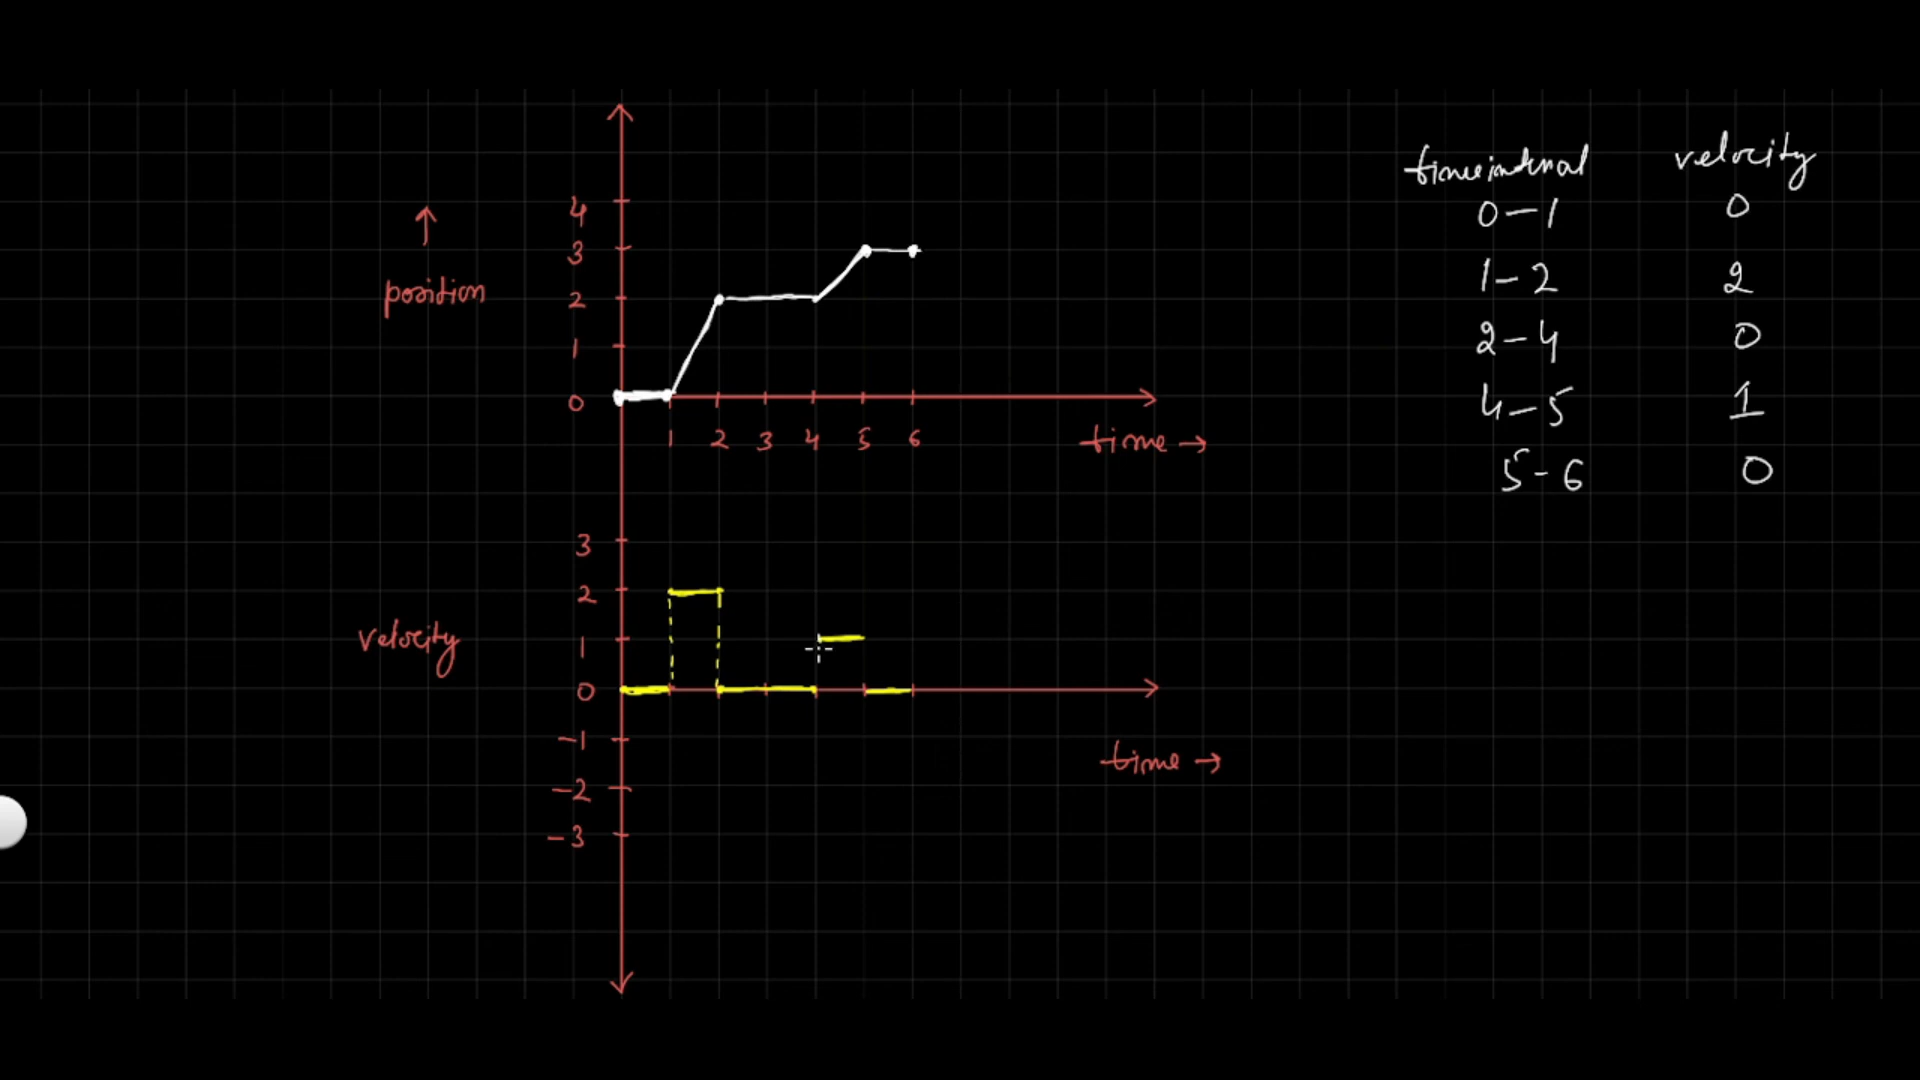 4
3
2
1
0
position
1 2 3 4 5 6
time →
3
2
1
0
-1
-2
-3
velocity
time →
time interval velocity
0-1 0
1-2 2
2-4 0
4-5 1
5-6 0